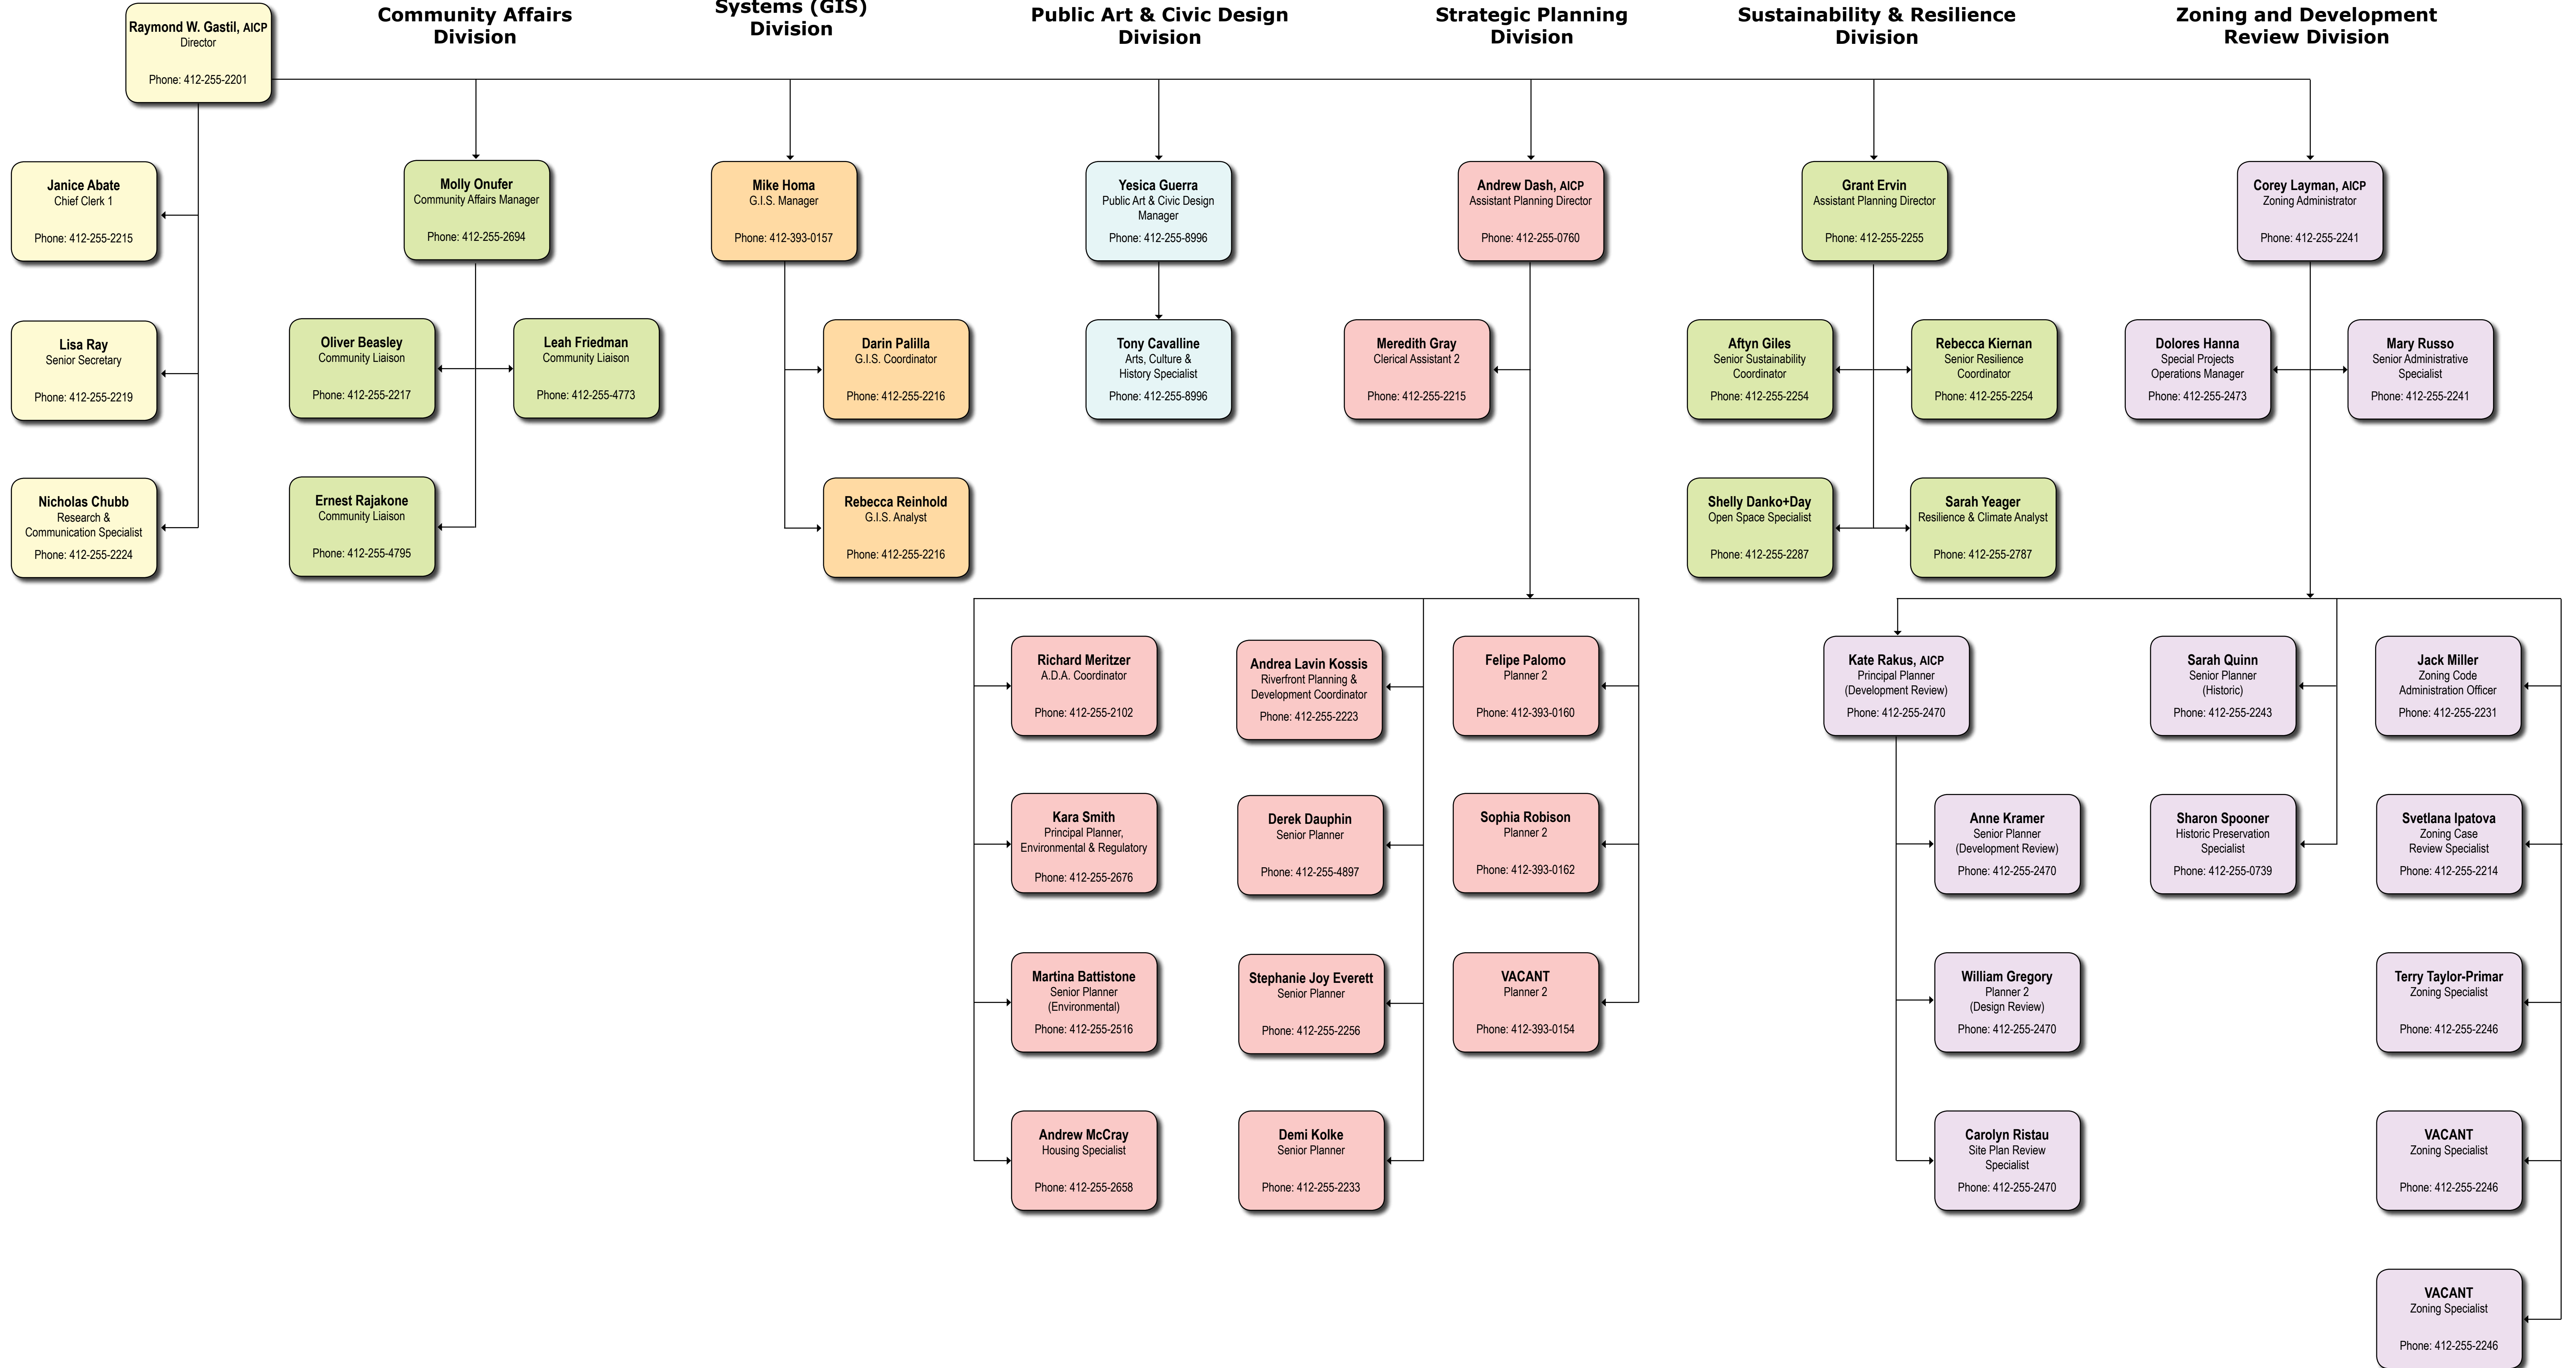 Community Affairs
Division
Systems (GIS)
Division
Public Art & Civic Design
Division
Strategic Planning
Division
Sustainability & Resilience
Division
Zoning and Development
Review Division
Raymond W. Gastil, AICP
Director
Phone: 412-255-2201
Janice Abate
Chief Clerk 1
Phone: 412-255-2215
Lisa Ray
Senior Secretary
Phone: 412-255-2219
Nicholas Chubb
Research &
Communication Specialist
Phone: 412-255-2224
Molly Onufer
Community Affairs Manager
Phone: 412-255-2694
Oliver Beasley
Community Liaison
Phone: 412-255-2217
Leah Friedman
Community Liaison
Phone: 412-255-4773
Ernest Rajakone
Community Liaison
Phone: 412-255-4795
Mike Homa
G.I.S. Manager
Phone: 412-393-0157
Darin Palilla
G.I.S. Coordinator
Phone: 412-255-2216
Rebecca Reinhold
G.I.S. Analyst
Phone: 412-255-2216
Yesica Guerra
Public Art & Civic Design
Manager
Phone: 412-255-8996
Tony Cavalline
Arts, Culture &
History Specialist
Phone: 412-255-8996
Andrew Dash, AICP
Assistant Planning Director
Phone: 412-255-0760
Meredith Gray
Clerical Assistant 2
Phone: 412-255-2215
Richard Meritzer
A.D.A. Coordinator
Phone: 412-255-2102
Kara Smith
Principal Planner,
Environmental & Regulatory
Phone: 412-255-2676
Martina Battistone
Senior Planner
(Environmental)
Phone: 412-255-2516
Andrew McCray
Housing Specialist
Phone: 412-255-2658
Andrea Lavin Kossis
Riverfront Planning &
Development Coordinator
Phone: 412-255-2223
Derek Dauphin
Senior Planner
Phone: 412-255-4897
Stephanie Joy Everett
Senior Planner
Phone: 412-255-2256
Demi Kolke
Senior Planner
Phone: 412-255-2233
Felipe Palomo
Planner 2
Phone: 412-393-0160
Sophia Robison
Planner 2
Phone: 412-393-0162
VACANT
Planner 2
Phone: 412-393-0154
Grant Ervin
Assistant Planning Director
Phone: 412-255-2255
Aftyn Giles
Senior Sustainability
Coordinator
Phone: 412-255-2254
Rebecca Kiernan
Senior Resilience
Coordinator
Phone: 412-255-2254
Shelly Danko+Day
Open Space Specialist
Phone: 412-255-2287
Sarah Yeager
Resilience & Climate Analyst
Phone: 412-255-2787
Corey Layman, AICP
Zoning Administrator
Phone: 412-255-2241
Dolores Hanna
Special Projects
Operations Manager
Phone: 412-255-2473
Mary Russo
Senior Administrative
Specialist
Phone: 412-255-2241
Kate Rakus, AICP
Principal Planner
(Development Review)
Phone: 412-255-2470
Anne Kramer
Senior Planner
(Development Review)
Phone: 412-255-2470
William Gregory
Planner 2
(Design Review)
Phone: 412-255-2470
Carolyn Ristau
Site Plan Review
Specialist
Phone: 412-255-2470
Sarah Quinn
Senior Planner
(Historic)
Phone: 412-255-2243
Sharon Spooner
Historic Preservation
Specialist
Phone: 412-255-0739
Jack Miller
Zoning Code
Administration Officer
Phone: 412-255-2231
Svetlana Ipatova
Zoning Case
Review Specialist
Phone: 412-255-2214
Terry Taylor-Primar
Zoning Specialist
Phone: 412-255-2246
VACANT
Zoning Specialist
Phone: 412-255-2246
VACANT
Zoning Specialist
Phone: 412-255-2246